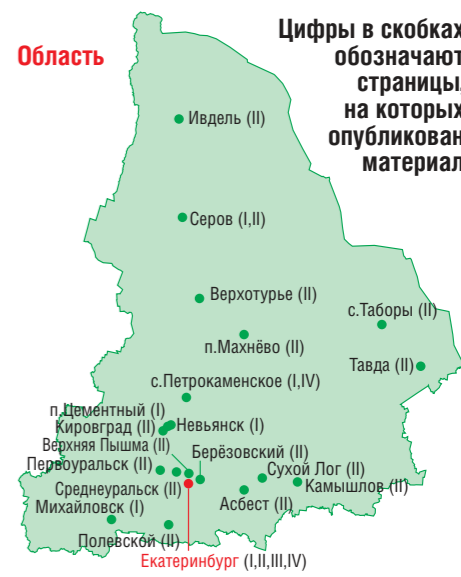 Область
Цифры в скобках
обозначают
страницы,
на которых
опубликован
материал
Ивдель (II)
Серов (I,II)
Верхотурье (II)
с.Таборы (II)
п.Махнёво (II)
Тавда (II)
с.Петрокаменское (I,IV)
п.Цементный (I)
Невьянск (I)
Кировград (II)
Верхняя Пышма (II)
Берёзовский (II)
Первоуральск (II)
Сухой Лог (II)
Среднеуральск (II)
Камышлов (II)
Михайловск (I)
Асбест (II)
Полевской (II)
Екатеринбург (I,II,III,IV)